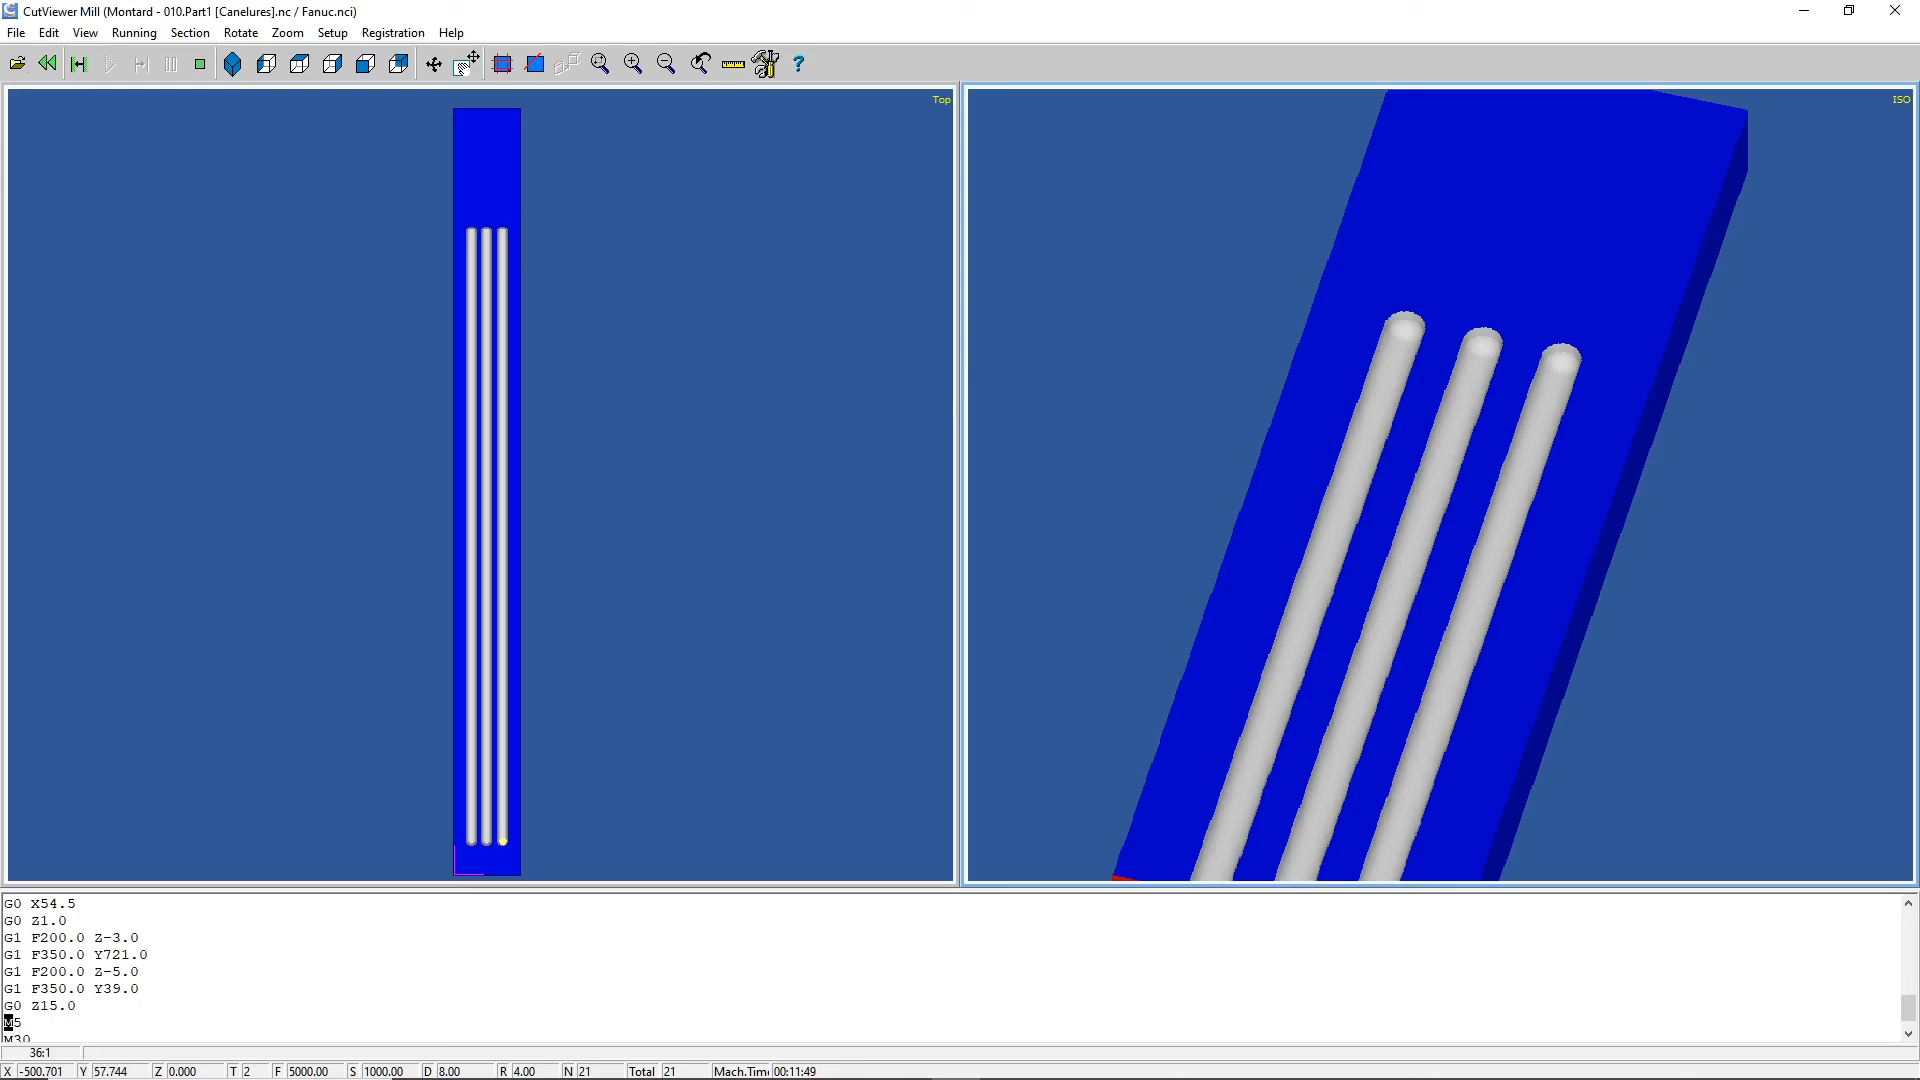 CutViewer Mill (Montard - 010.Part1 [Canelures].nc / Fanuc.nci)
File Edit View Running Section Rotate Zoom Setup Registration Help
Top
ISO
G0 X54.5
G0 Z1.0
G1 F200.0 Z-3.0
G1 F350.0 Y721.0
G1 F200.0 Z-5.0
G1 F350.0 Y39.0
G0 Z15.0
M5
M30
36:1
X -500.701 Y 57.744 Z 0.000 T 2 F 5000.00 S 1000.00 D 8.00 R 4.00 N 21 Total 21 Mach.Time 00:11:49